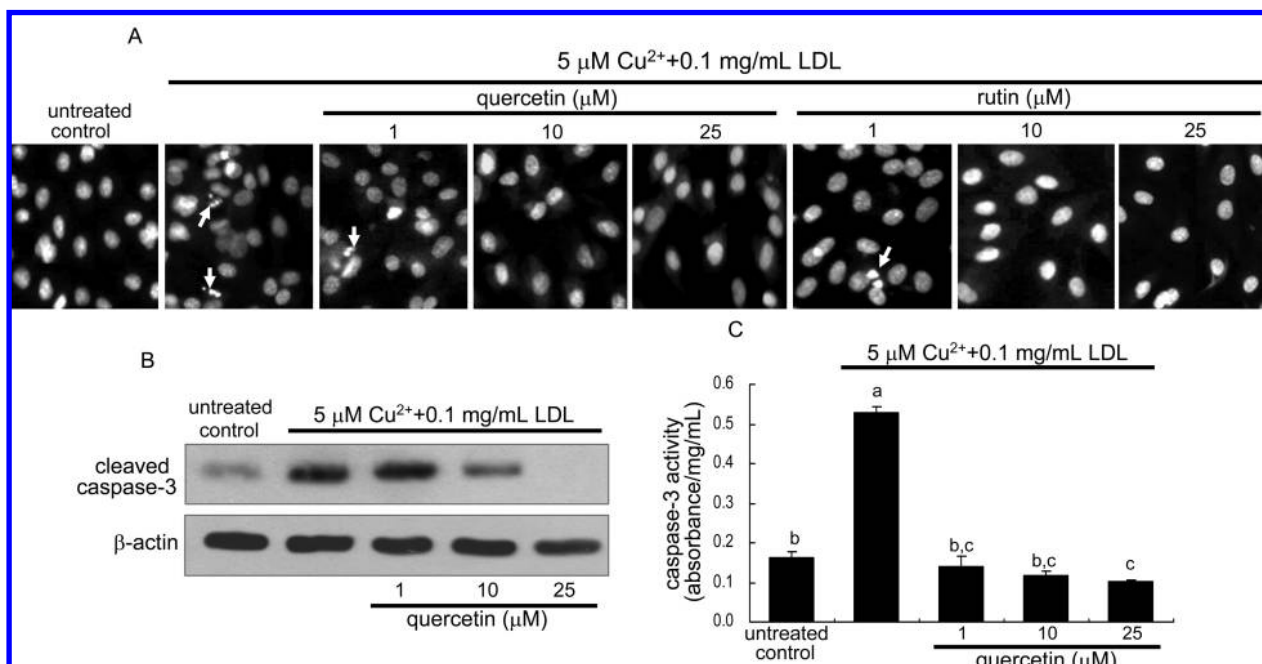 A
5 μM Cu²⁺+0.1 mg/mL LDL
quercetin (μM)
rutin (μM)
untreated
control
1 10 25 1 10 25
B
untreated
control
5 μM Cu²⁺+0.1 mg/mL LDL
cleaved
caspase-3
β-actin
1 10 25
quercetin (μM)
C
5 μM Cu²⁺+0.1 mg/mL LDL
caspase-3 activity
(absorbance/mg/mL)
0.6
0.5
0.4
0.3
0.2
0.1
0.0
b
a
b,c
b,c
c
untreated
control
1 10 25
quercetin (μM)